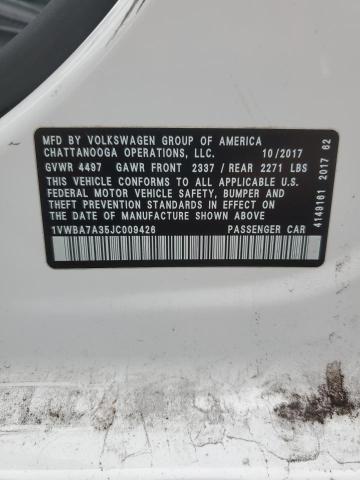 MFD BY VOLKSWAGEN GROUP OF AMERICA
CHATTANOOGA OPERATIONS, LLC. 10/2017
GVWR 4497 GAWR FRONT 2337 / REAR 2271 LBS
THIS VEHICLE CONFORMS TO ALL APPLICABLE U.S.
FEDERAL MOTOR VEHICLE SAFETY, BUMPER AND
THEFT PREVENTION STANDARDS IN EFFECT ON THE
DATE OF MANUFACTURE SHOWN ABOVE
1VWBA7A35JC009426 PASSENGER CAR
4149161 2017 62